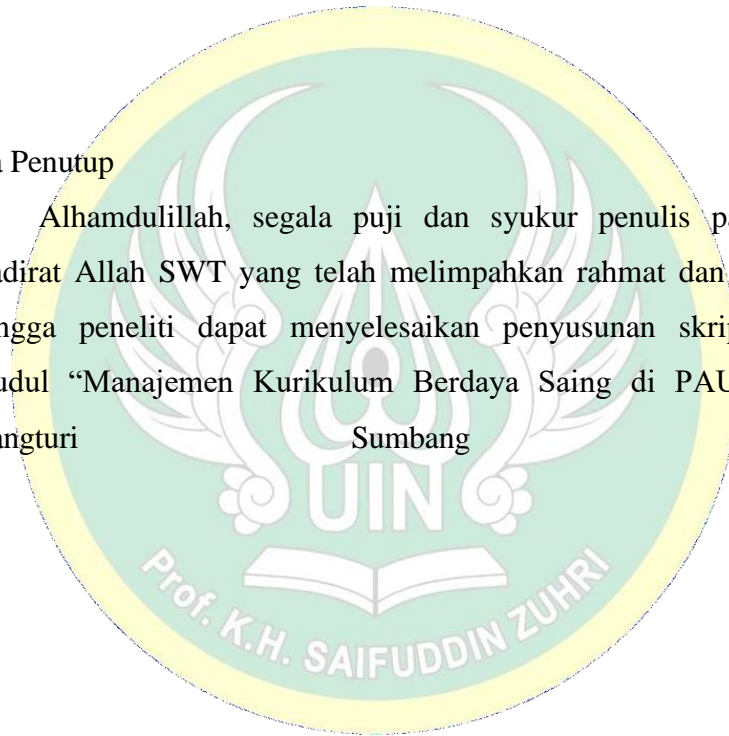 a Penutup
Alhamdulillah, segala puji dan syukur penulis pa
adirat Allah SWT yang telah melimpahkan rahmat dan
ngga peneliti dapat menyelesaikan penyusunan skrip
udul “Manajemen Kurikulum Berdaya Saing di PAU
angturi Sumbang
UIN
Prof. K.H. SAIFUDDIN ZUHRI